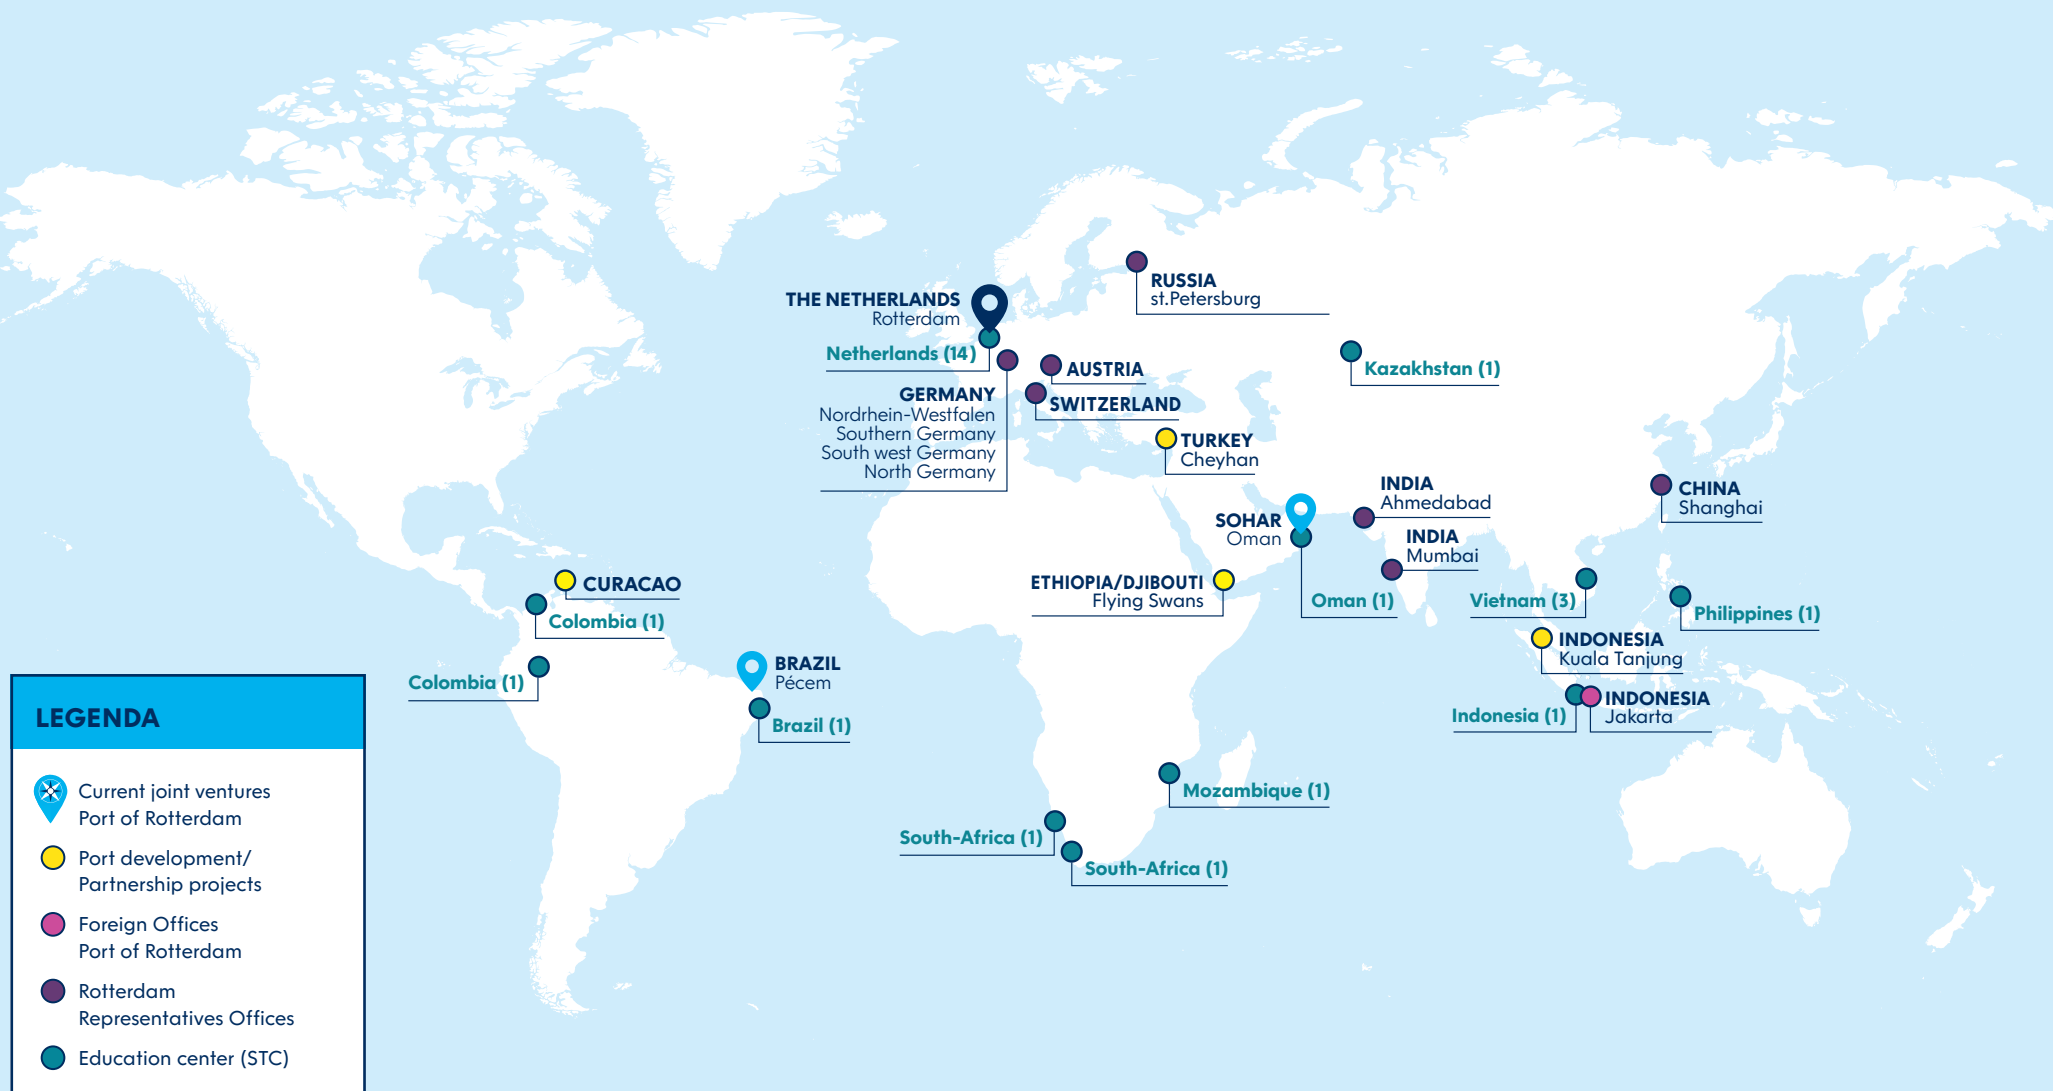 RUSSIA
st.Petersburg
THE NETHERLANDS
Rotterdam
Netherlands (14)
AUSTRIA
Kazakhstan (1)
GERMANY
Nordrhein-Westfalen
Southern Germany
South west Germany
North Germany
SWITZERLAND
TURKEY
Cheyhan
INDIA
Ahmedabad
CHINA
Shanghai
SOHAR
Oman
INDIA
Mumbai
ETHIOPIA/DJIBOUTI
Flying Swans
Oman (1)
Vietnam (3)
Philippines (1)
CURACAO
Colombia (1)
INDONESIA
Kuala Tanjung
BRAZIL
Pécem
Colombia (1)
Brazil (1)
Indonesia (1)
INDONESIA
Jakarta
Mozambique (1)
South-Africa (1)
South-Africa (1)
LEGENDA
Current joint ventures
Port of Rotterdam
Port development/
Partnership projects
Foreign Offices
Port of Rotterdam
Rotterdam
Representatives Offices
Education center (STC)